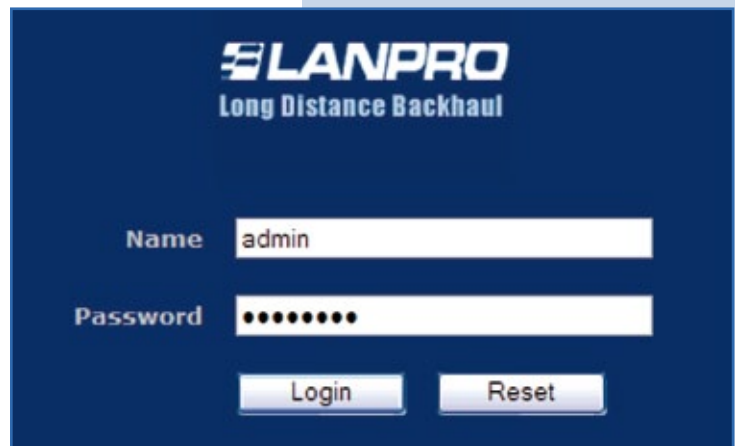 LANPRO
Long Distance Backhaul
Name admin
Password ••••••••
Login Reset